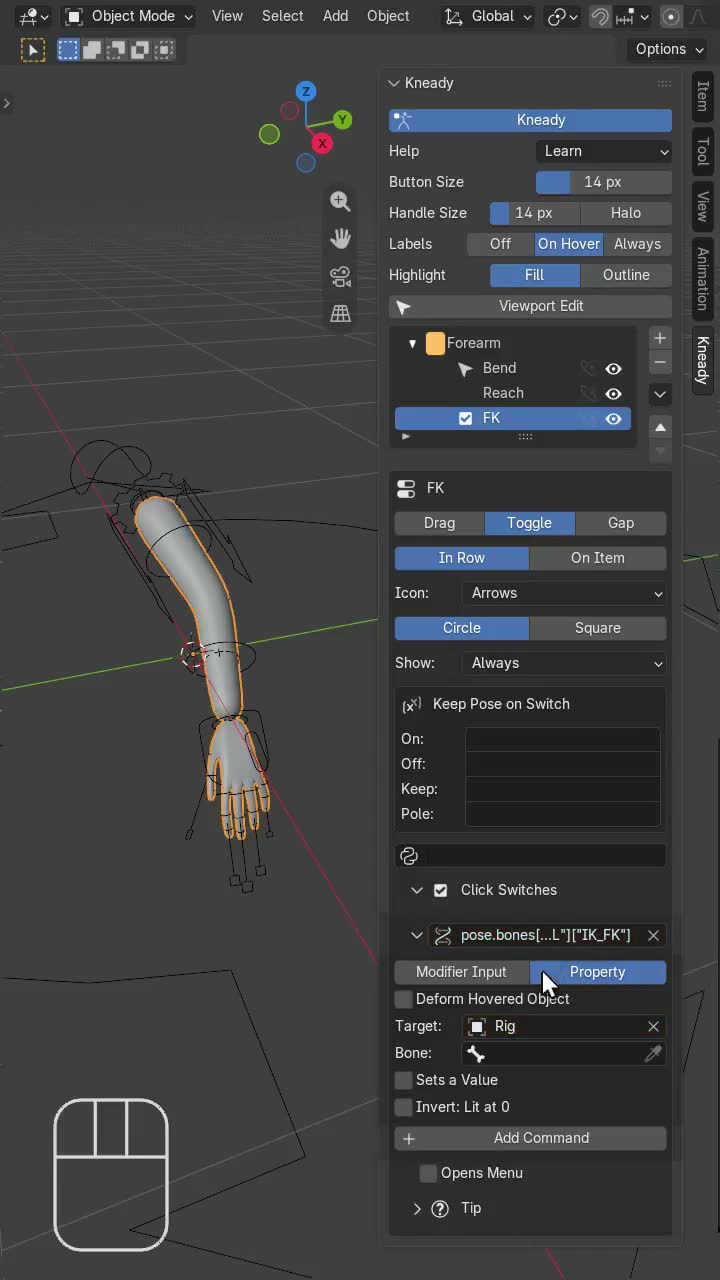 Object Mode View Select Add Object Global
Options
Kneady
Item
Tool
View
Animation
Kneady
Z
Y
X
Kneady
Help Learn
Button Size 14 px
Handle Size 14 px Halo
Labels Off On Hover Always
Highlight Fill Outline
Viewport Edit
Forearm
Bend
Reach
FK
FK
Drag Toggle Gap
In Row On Item
Icon: Arrows
Circle Square
Show: Always
(x) Keep Pose on Switch
On:
Off:
Keep:
Pole:
Click Switches
pose.bones[...L"]["IK_FK"]
Modifier Input Property
Deform Hovered Object
Target: Rig
Bone:
Sets a Value
Invert: Lit at 0
+ Add Command
Opens Menu
? Tip